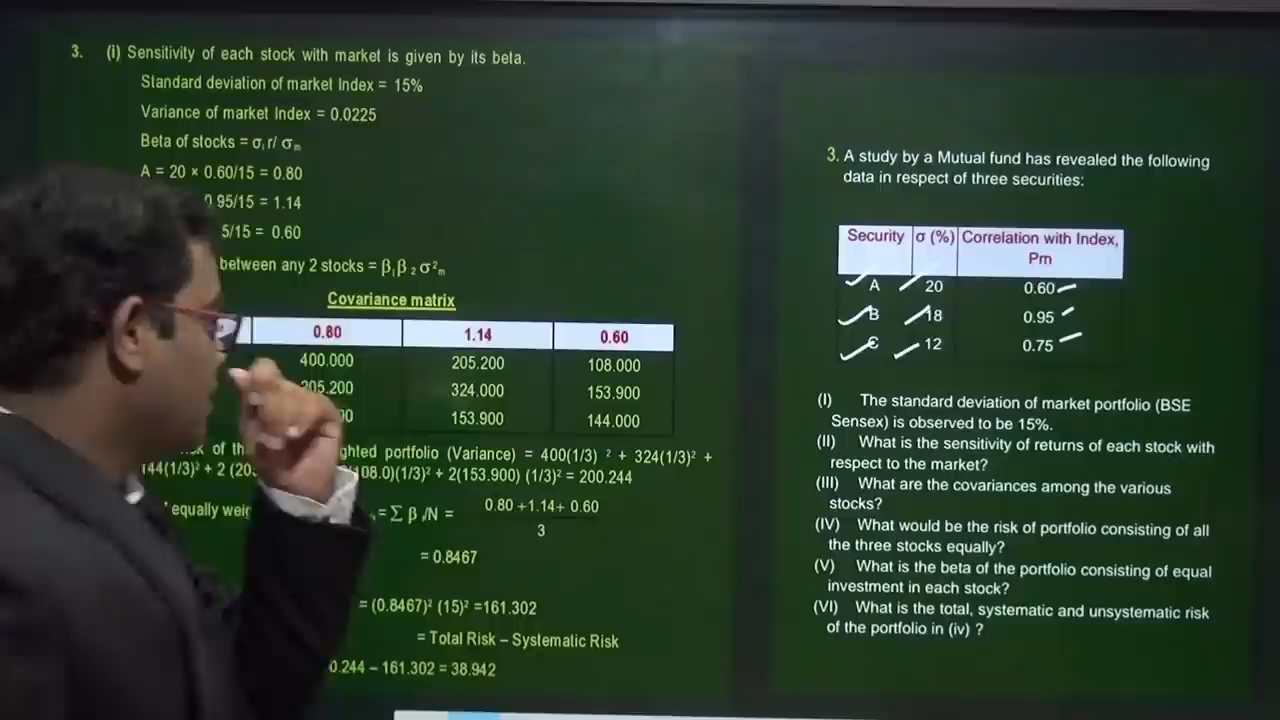 3. (i) Sensitivity of each stock with market is given by its beta.
Standard deviation of market Index = 15%
Variance of market Index = 0.0225
Beta of stocks = σᵢ r/ σₘ
A = 20 × 0.60/15 = 0.80
0.95/15 = 1.14
5/15 = 0.60
between any 2 stocks = β₁β₂σ²ₘ
Covariance matrix
0.80 1.14 0.60
400.000 205.200 108.000
205.200 324.000 153.900
153.900 144.000
of the ghted portfolio (Variance) = 400(1/3)² + 324(1/3)² +
144(1/3)² + 2 (20 108.0)(1/3)² + 2(153.900) (1/3)² = 200.244
equally = Σ β ᵢ/N = 0.80 +1.14+ 0.60
3
= 0.8467
= (0.8467)² (15)² =161.302
= Total Risk – Systematic Risk
0.244 – 161.302 = 38.942
3. A study by a Mutual fund has revealed the following
data in respect of three securities:
Security σ (%) Correlation with Index,
Pm
A 20 0.60
B 18 0.95
C 12 0.75
(I) The standard deviation of market portfolio (BSE
Sensex) is observed to be 15%.
(II) What is the sensitivity of returns of each stock with
respect to the market?
(III) What are the covariances among the various
stocks?
(IV) What would be the risk of portfolio consisting of all
the three stocks equally?
(V) What is the beta of the portfolio consisting of equal
investment in each stock?
(VI) What is the total, systematic and unsystematic risk
of the portfolio in (iv) ?